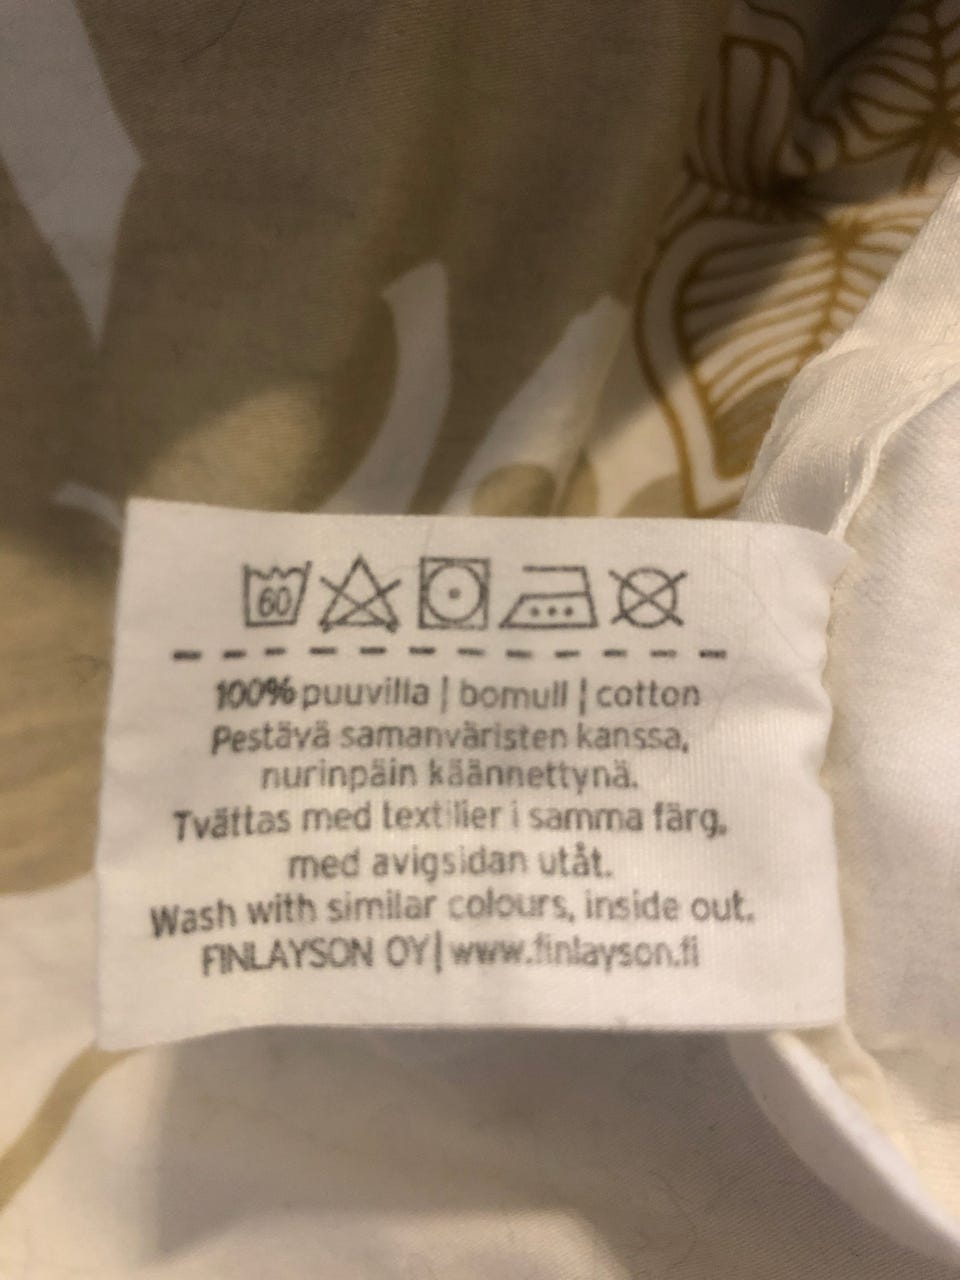 60
100% puuvilla | bomull | cotton
Pestävä samanväristen kanssa,
nurinpäin käännettynä.
Tvättas med textilier i samma färg,
med avigsidan utåt.
Wash with similar colours, inside out.
FINLAYSON OY | www.finlayson.fi